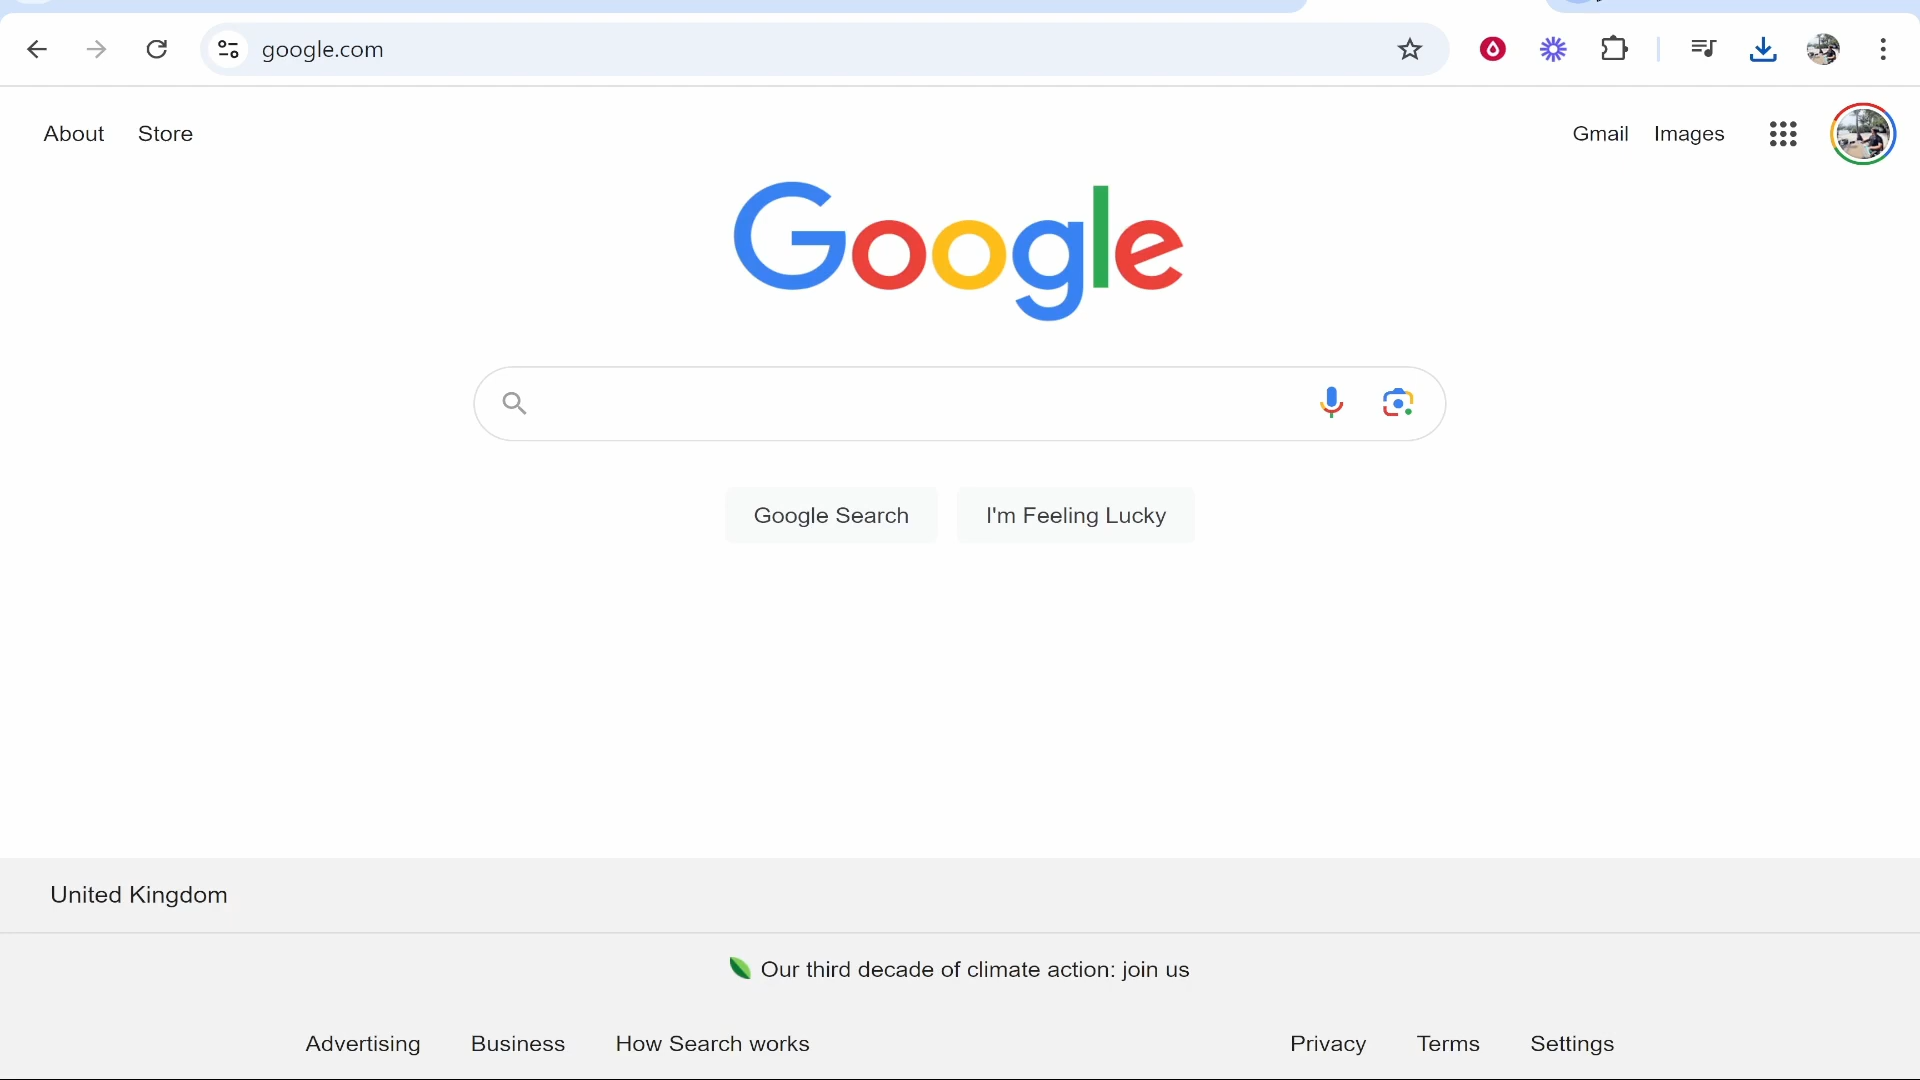 google.com
About Store Gmail Images
Google
Google Search I'm Feeling Lucky
United Kingdom
Our third decade of climate action: join us
Advertising Business How Search works Privacy Terms Settings